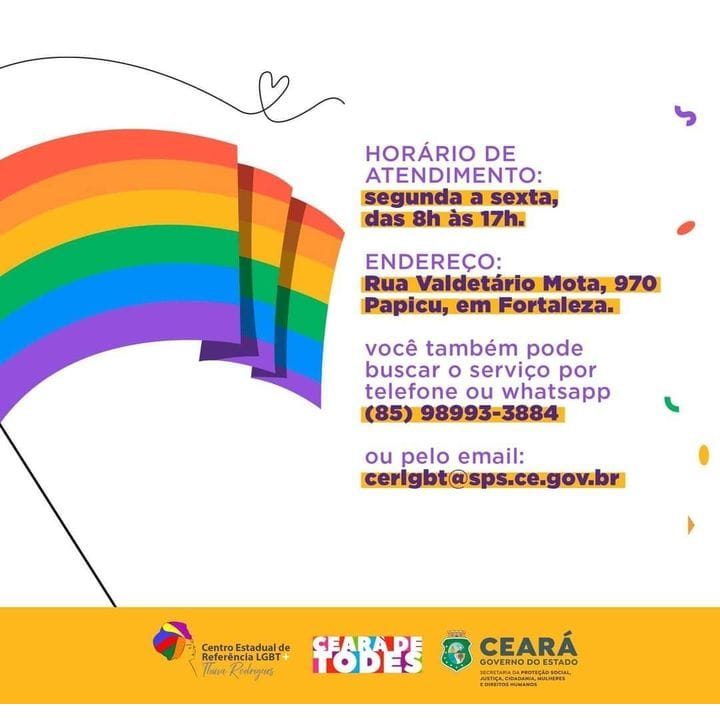 HORÁRIO DE
ATENDIMENTO:
segunda a sexta,
das 8h às 17h.
ENDEREÇO:
Rua Valdetário Mota, 970
Papicu, em Fortaleza.
você também pode
buscar o serviço por
telefone ou whatsapp
(85) 98993-3884
ou pelo email:
cerlgbt@sps.ce.gov.br
Centro Estadual de
Referência LGBT+
Thina Rodrigues
CEARÁ DE
TODES
CEARÁ
GOVERNO DO ESTADO
SECRETARIA DA PROTEÇÃO SOCIAL,
JUSTIÇA, CIDADANIA, MULHERES
E DIREITOS HUMANOS